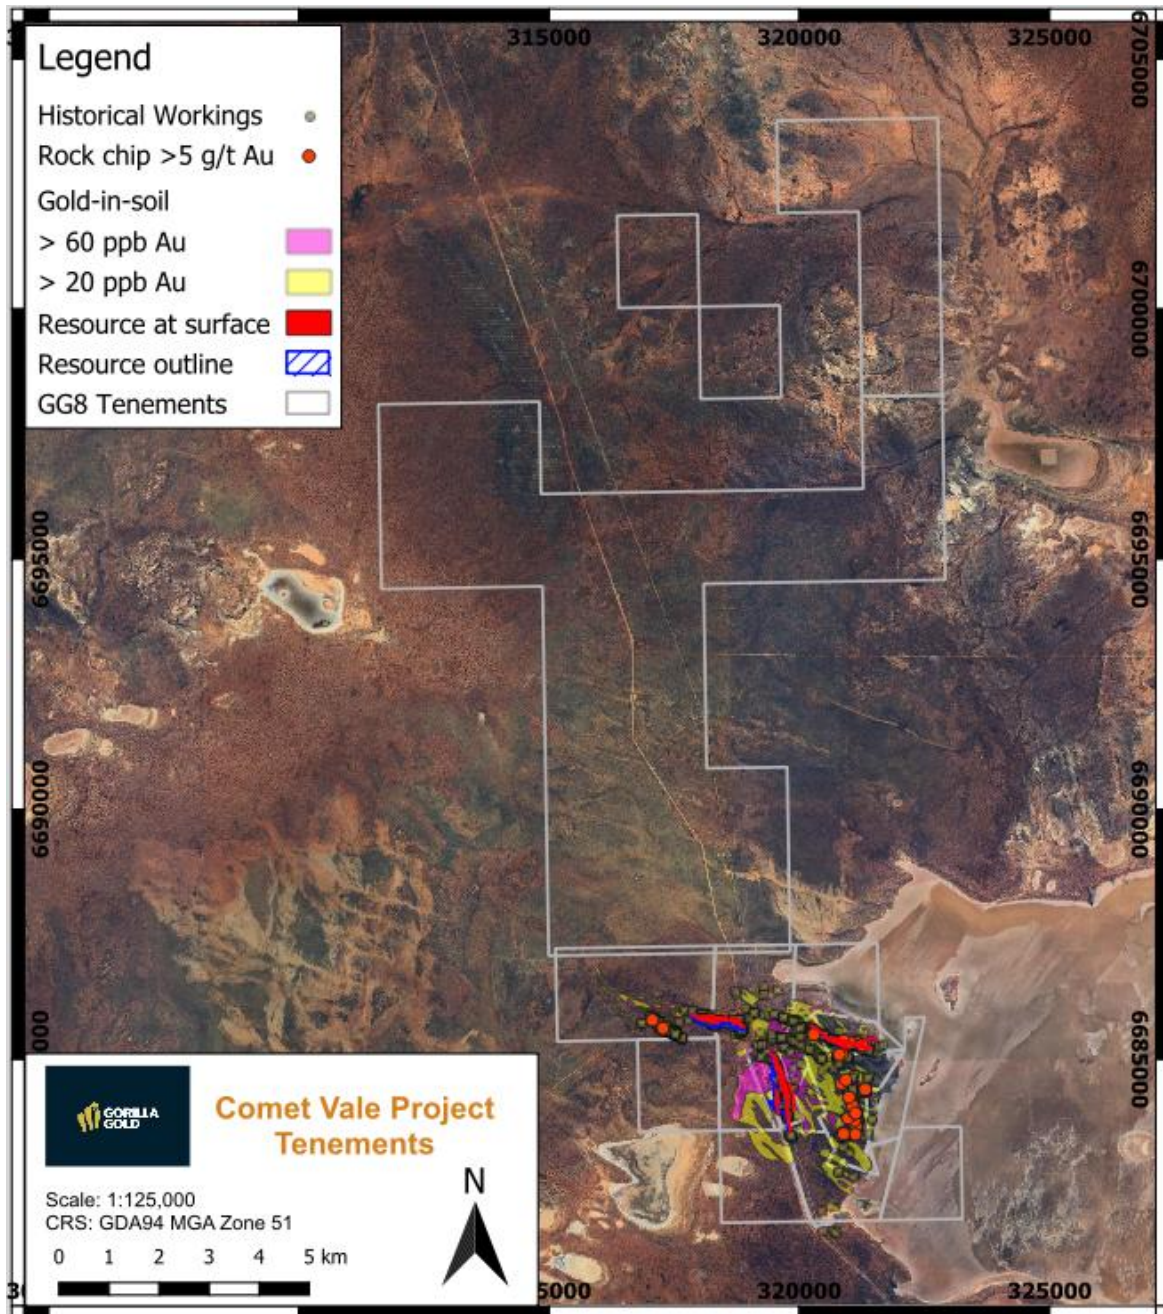 315000
320000
325000
6705000
Legend
Historical Workings
Rock chip >5 g/t Au
Gold-in-soil
> 60 ppb Au
> 20 ppb Au
Resource at surface
Resource outline
GG8 Tenements
6700000
6695000
6695000
6690000
6690000
6685000
GORILLA
GOLD
Comet Vale Project
Tenements
N
Scale: 1:125,000
CRS: GDA94 MGA Zone 51
0 1 2 3 4 5 km
320000
325000